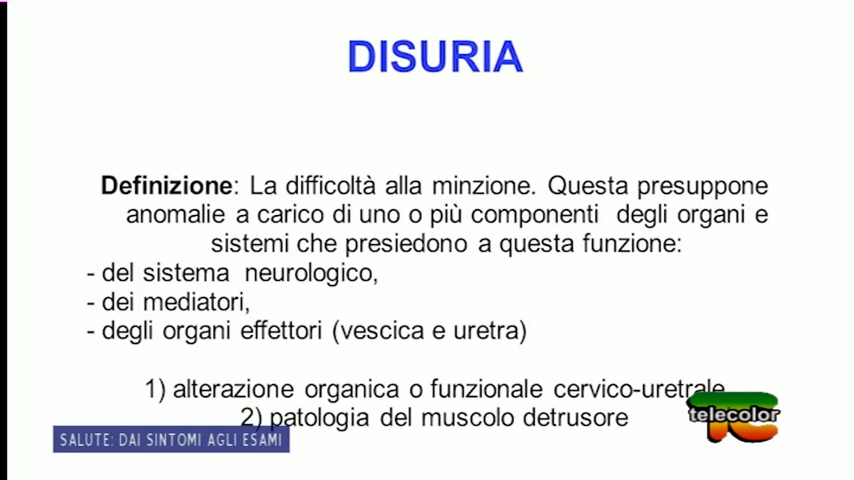 DISURIA
Definizione: La difficoltà alla minzione. Questa presuppone
anomalie a carico di uno o più componenti degli organi e
sistemi che presiedono a questa funzione:
- del sistema neurologico,
- dei mediatori,
- degli organi effettori (vescica e uretra)
1) alterazione organica o funzionale cervico-uretrale
2) patologia del muscolo detrusore
telecolor
SALUTE: DAI SINTOMI AGLI ESAMI